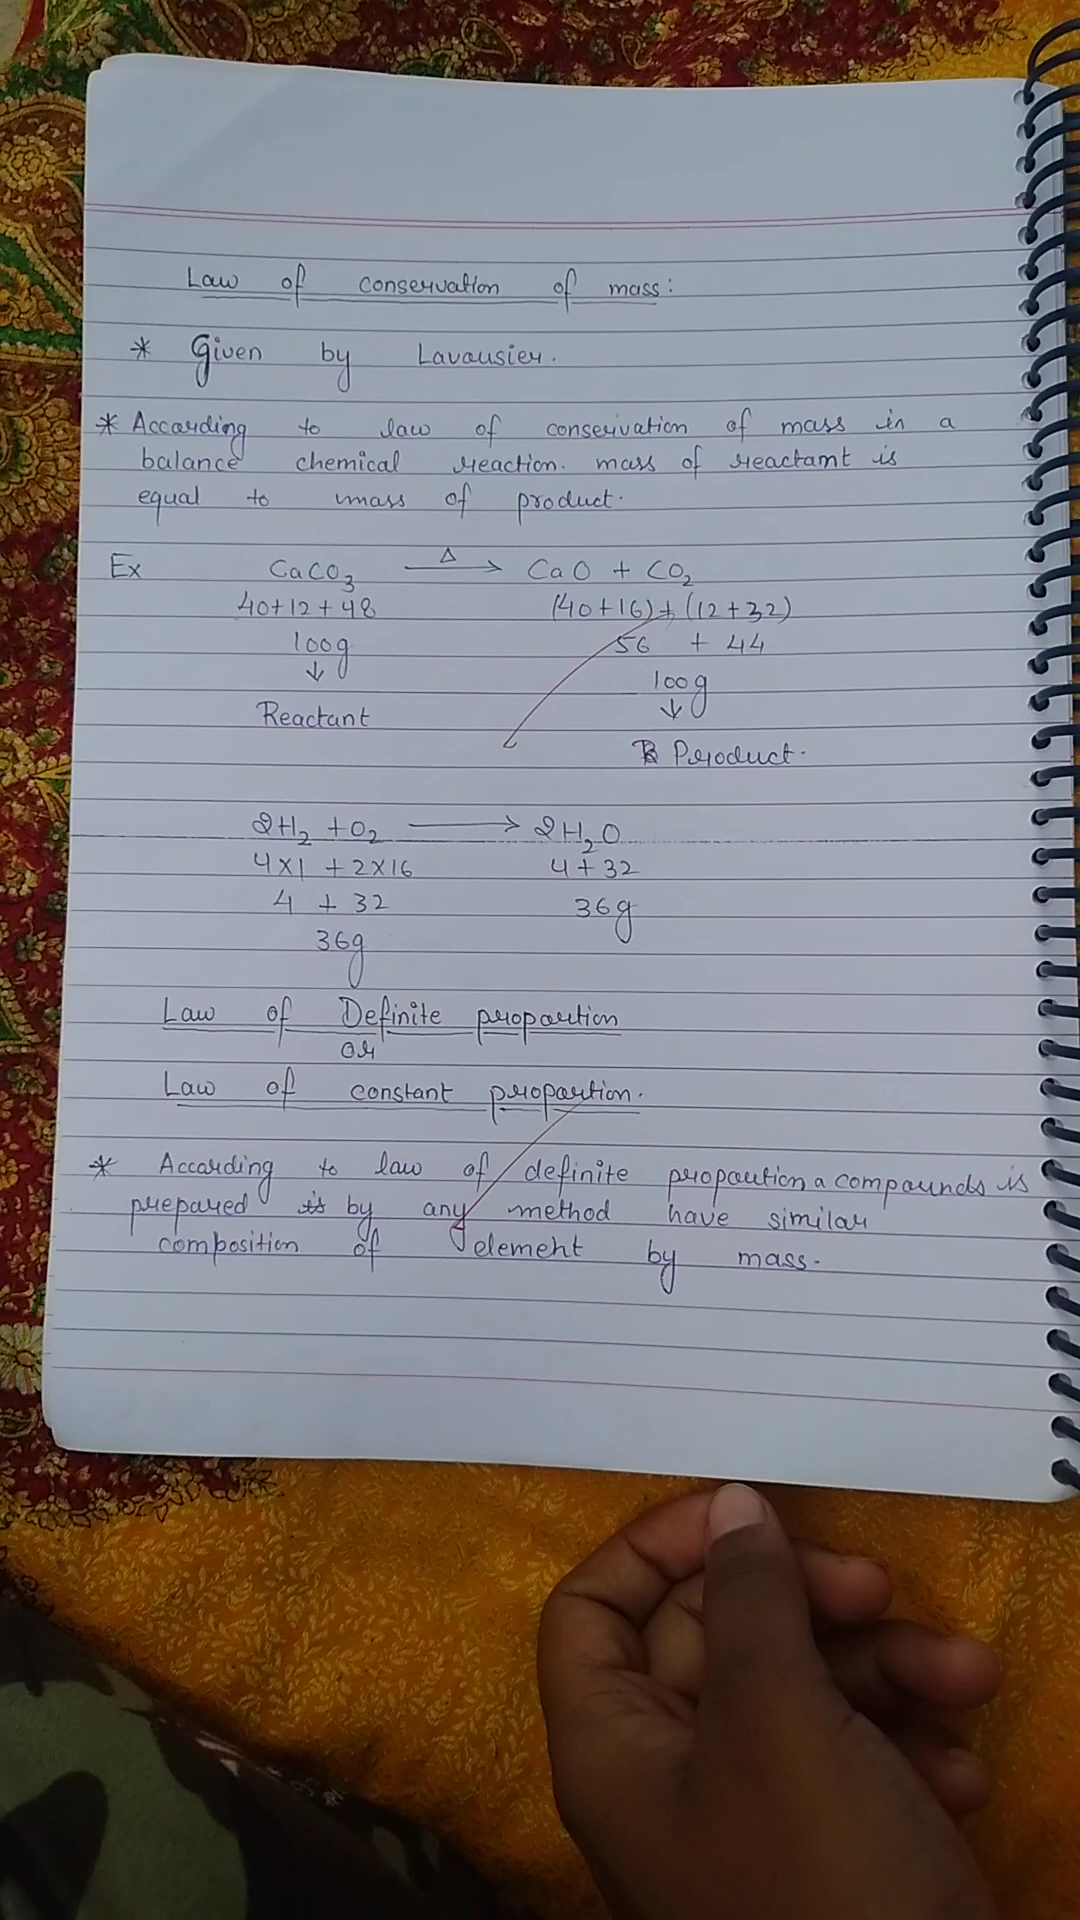 Law of conservation of mass:
* Given by Lavausier.
* According to law of conservation of mass in a
balance chemical reaction. mass of reactant is
equal to mass of product.
Ex CaCO3 Δ→ CaO + CO2
40+12+48 (40+16)+(12+32)
100g 56 + 44
↓ 100g
Reactant ↓
Product.
2H2 + O2 → 2H2O
4×1 + 2×16 4+32
4 + 32 36g
36g
Law of Definite proportion
or
Law of constant proportion.
* According to law of definite proportion a compounds is
prepared by any method have similar
composition of element by mass.